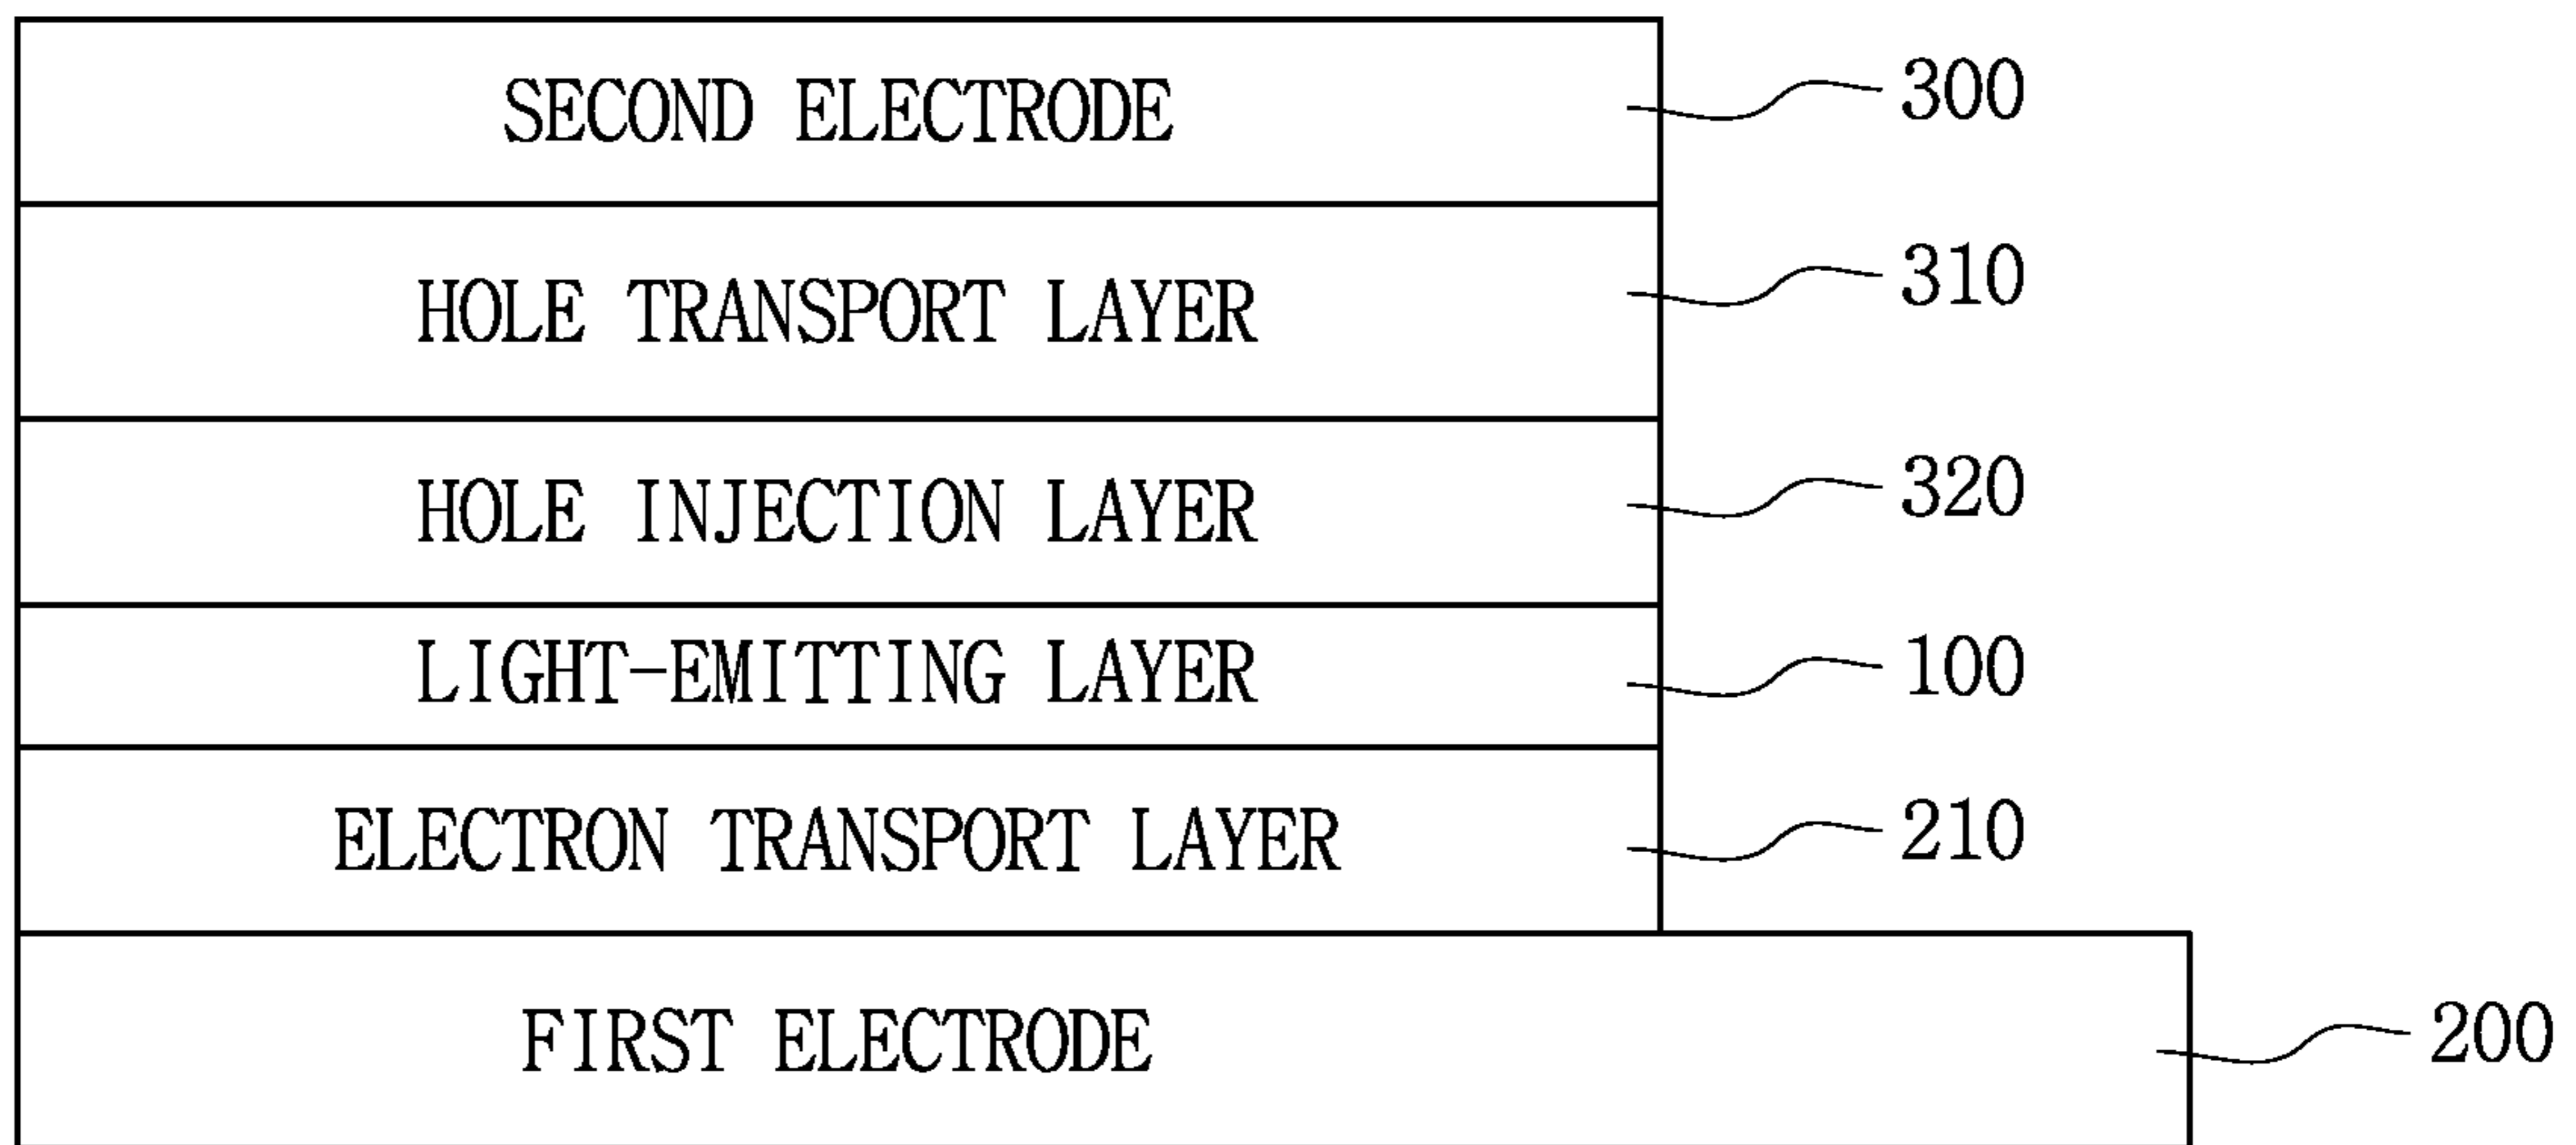 SECOND ELECTRODE 300
HOLE TRANSPORT LAYER 310
HOLE INJECTION LAYER 320
LIGHT-EMITTING LAYER 100
ELECTRON TRANSPORT LAYER 210
FIRST ELECTRODE 200